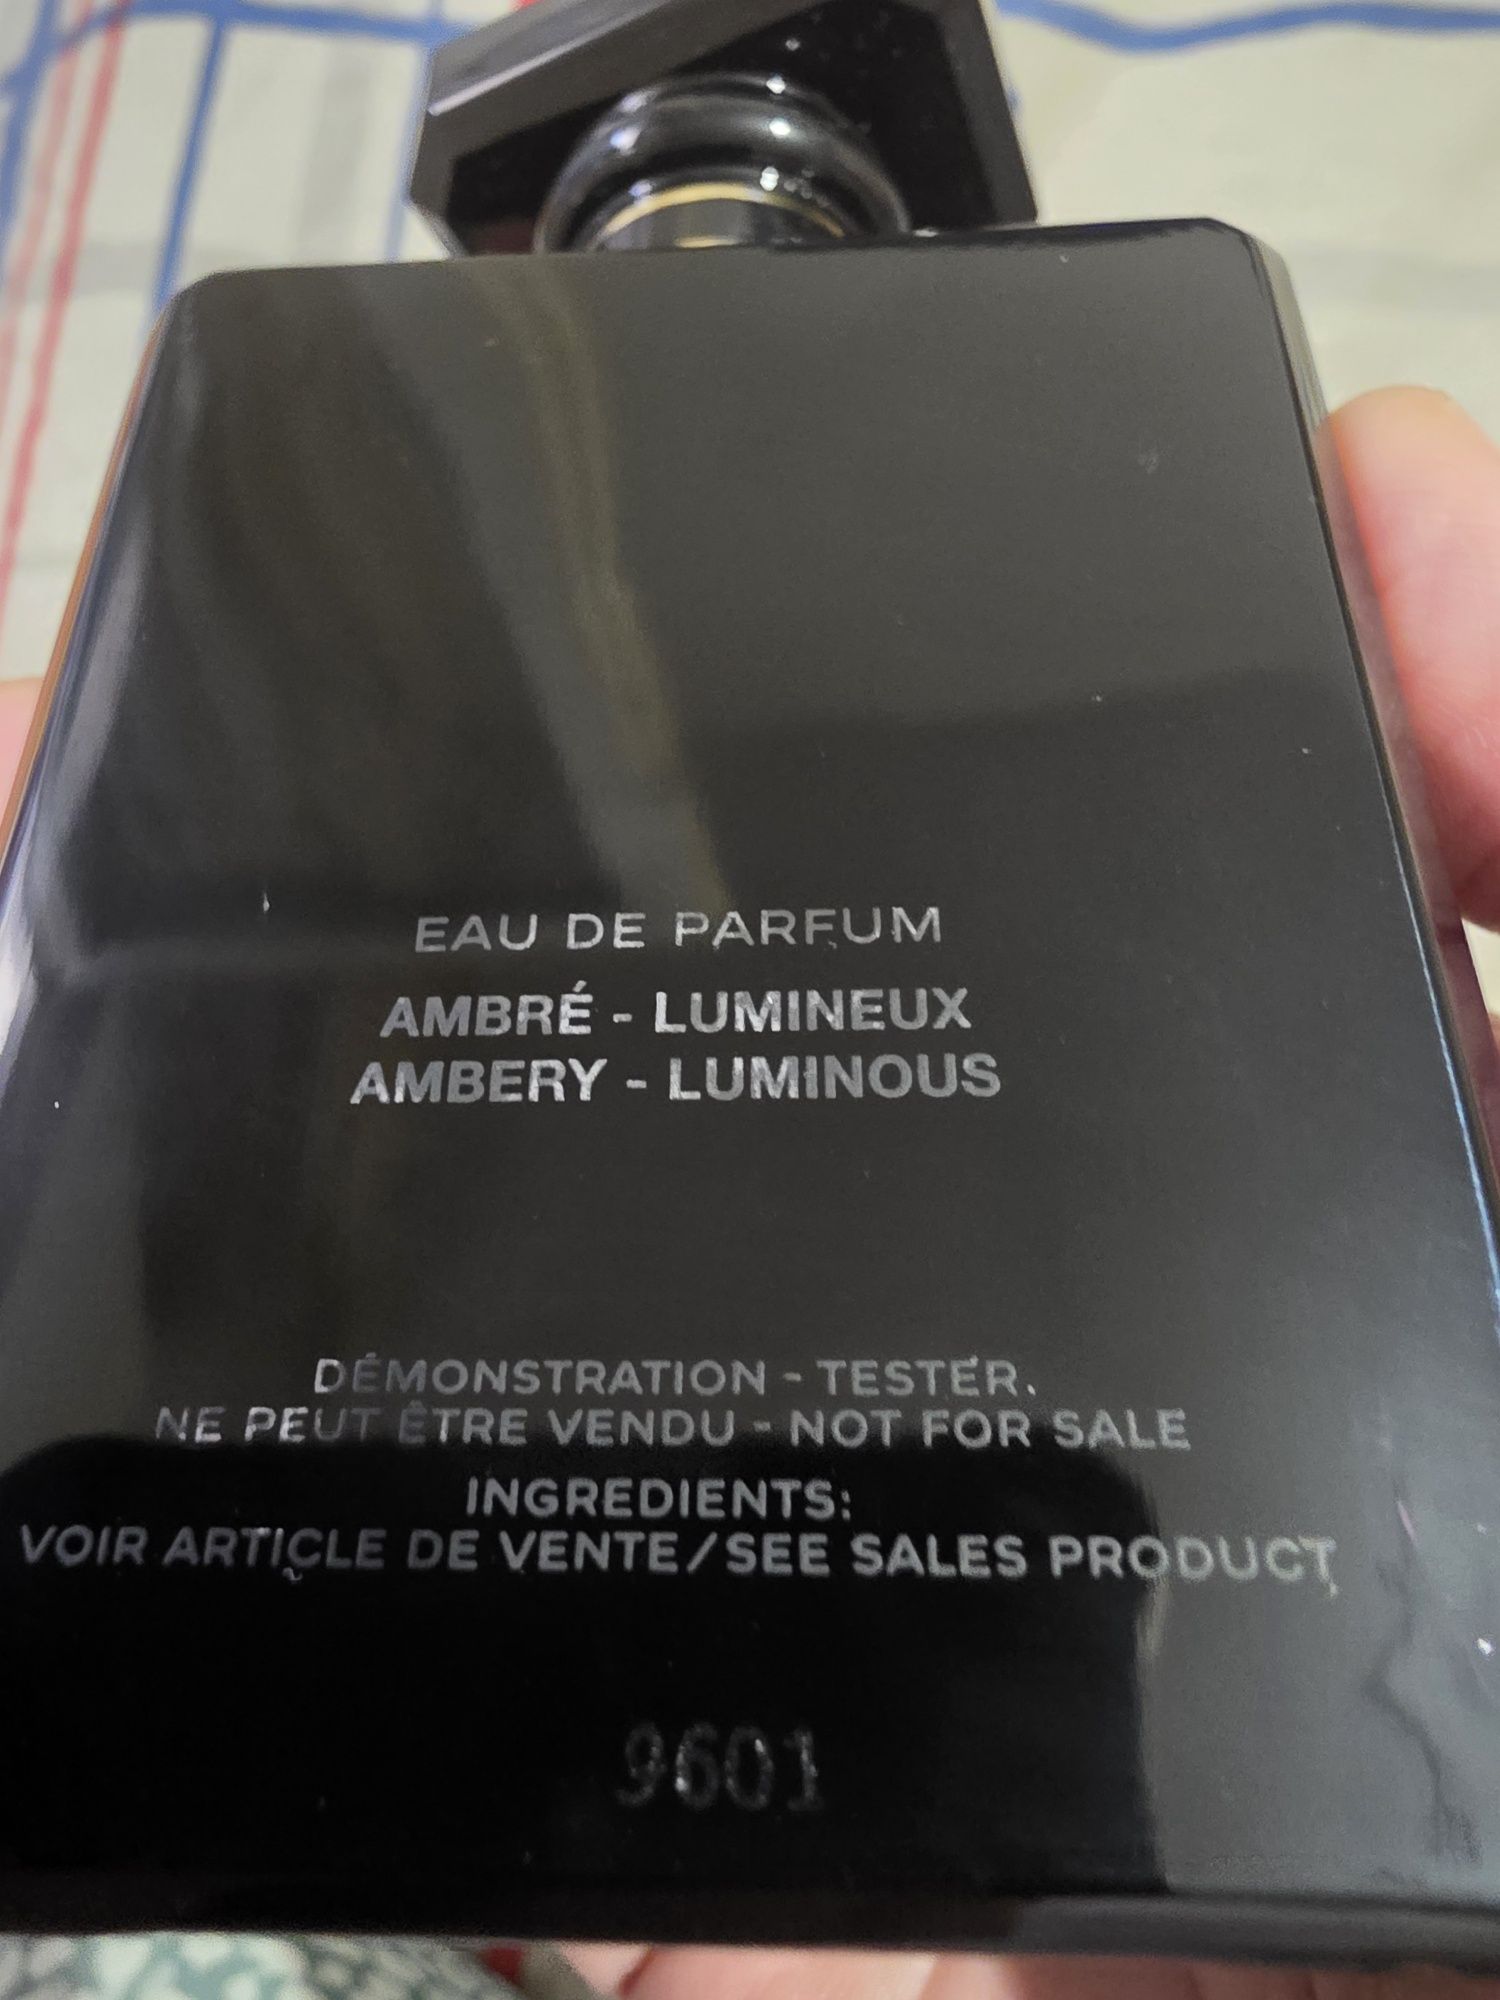 EAU DE PARFUM
AMBRÉ - LUMINEUX
AMBERY - LUMINOUS
DÉMONSTRATION - TESTER.
NE PEUT ÊTRE VENDU - NOT FOR SALE
INGREDIENTS:
VOIR ARTICLE DE VENTE/SEE SALES PRODUCT
9601